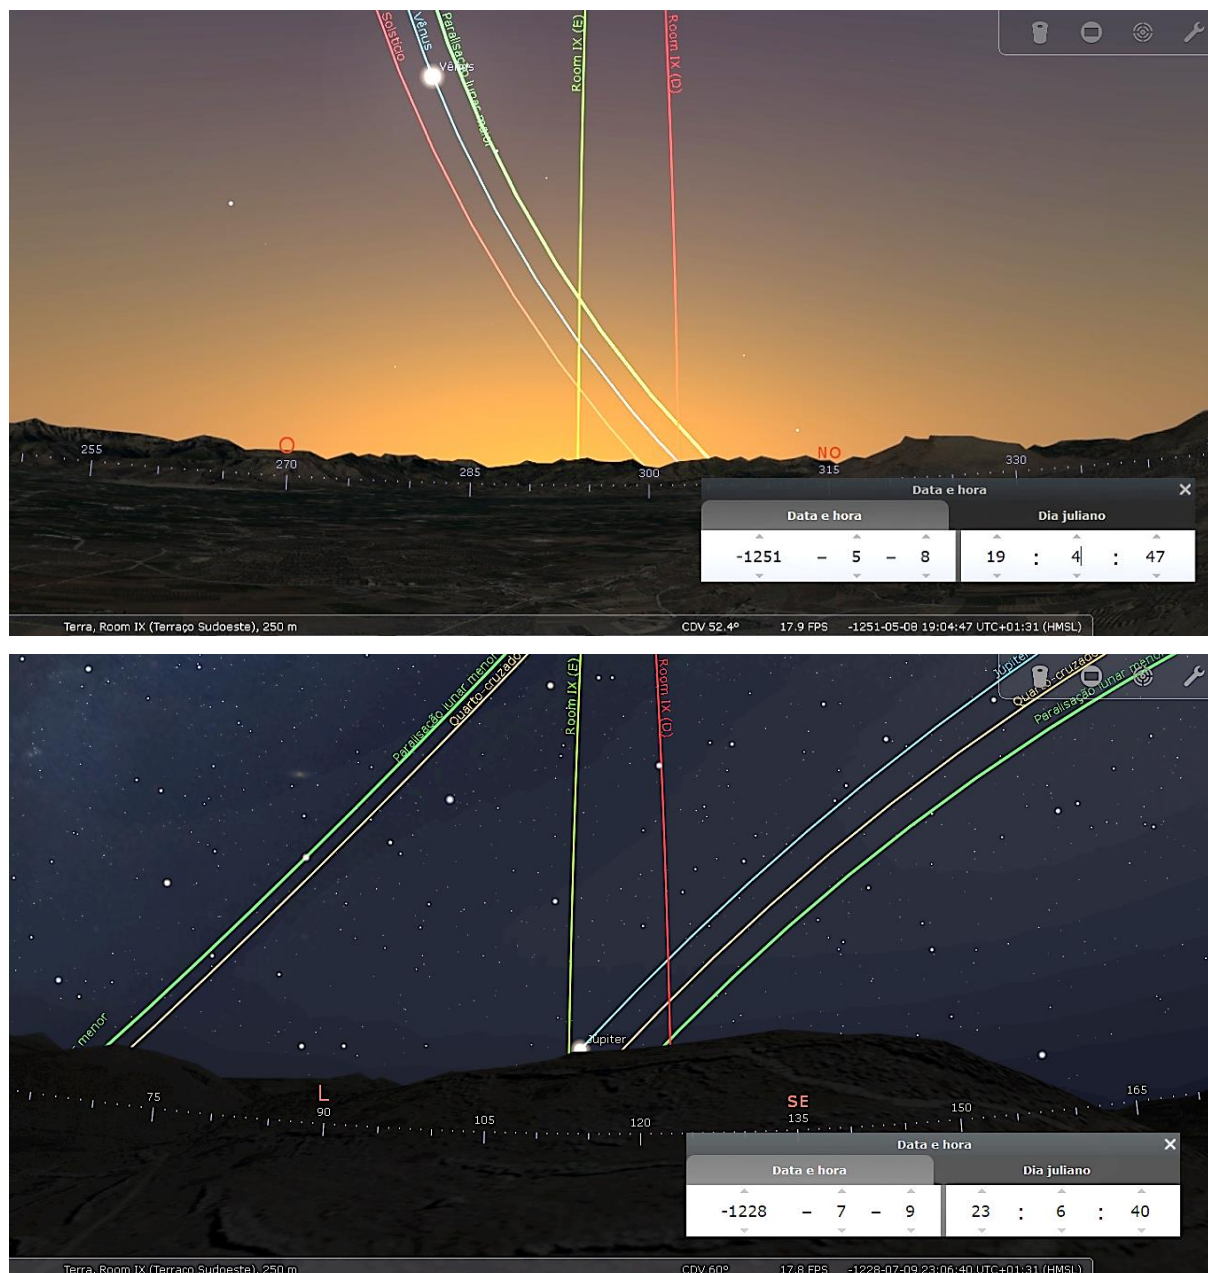 Solstício
Vênus
Paralisação lunar maior
Room IX (E)
Room IX (D)
Vênus
255
O
270
285
300
NO
315
330
Data e hora
Data e hora
Dia juliano
-1251 – 5 – 8
19 : 4 : 47
Terra, Room IX (Terraço Sudoeste), 250 m
CDV 52.4°
17.9 FPS
-1251-05-08 19:04:47 UTC+01:31 (HMSL)
Paralisação lunar menor
Quarto-cruzado
Room IX (E)
Room IX (D)
Júpiter
Quarto-cruzado
Paralisação lunar menor
menor
Júpiter
75
L
90
105
120
SE
135
150
165
Data e hora
Data e hora
Dia juliano
-1228 – 7 – 9
23 : 6 : 40
Terra, Room IX (Terraço Sudoeste), 250 m
CDV 60°
17.8 FPS
-1228-07-09 23:06:40 UTC+01:31 (HMSL)